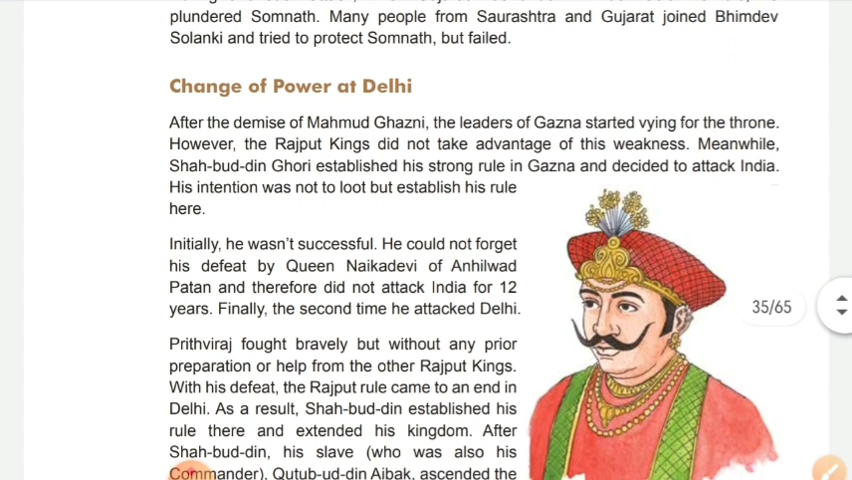 plundered Somnath. Many people from Saurashtra and Gujarat joined Bhimdev
Solanki and tried to protect Somnath, but failed.
Change of Power at Delhi
After the demise of Mahmud Ghazni, the leaders of Gazna started vying for the throne.
However, the Rajput Kings did not take advantage of this weakness. Meanwhile,
Shah-bud-din Ghori established his strong rule in Gazna and decided to attack India.
His intention was not to loot but establish his rule
here.
Initially, he wasn't successful. He could not forget
his defeat by Queen Naikadevi of Anhilwad
Patan and therefore did not attack India for 12
years. Finally, the second time he attacked Delhi.
Prithviraj fought bravely but without any prior
preparation or help from the other Rajput Kings.
With his defeat, the Rajput rule came to an end in
Delhi. As a result, Shah-bud-din established his
rule there and extended his kingdom. After
Shah-bud-din, his slave (who was also his
Commander), Qutub-ud-din Aibak, ascended the
35/65